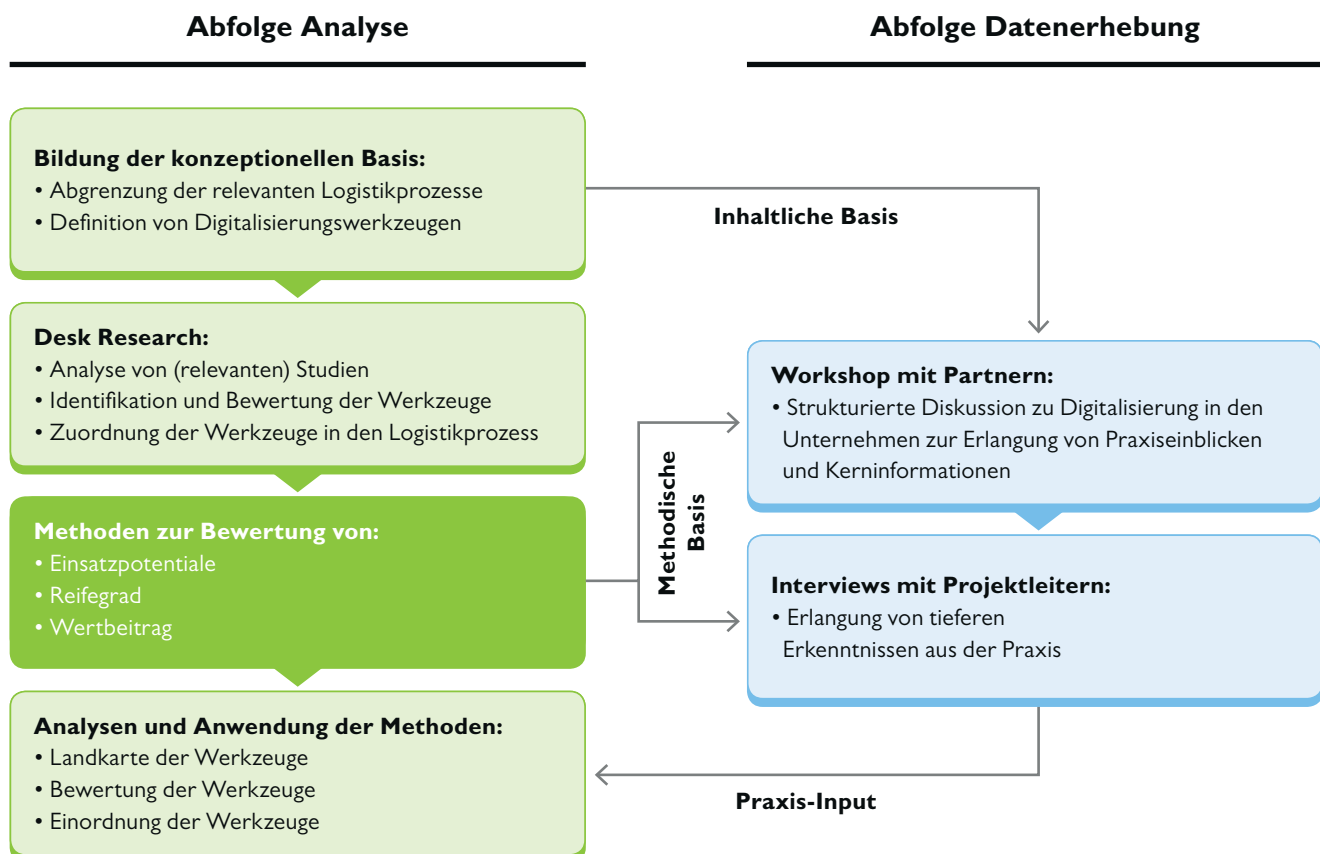 Abfolge Analyse
Bildung der konzeptionellen Basis:
• Abgrenzung der relevanten Logistikprozesse
• Definition von Digitalisierungswerkzeugen
Desk Research:
• Analyse von (relevanten) Studien
• Identifikation und Bewertung der Werkzeuge
• Zuordnung der Werkzeuge in den Logistikprozess
Methoden zur Bewertung von:
• Einsatzpotentiale
• Reifegrad
• Wertbeitrag
Analysen und Anwendung der Methoden:
• Landkarte der Werkzeuge
• Bewertung der Werkzeuge
• Einordnung der Werkzeuge
Inhaltliche Basis
Methodische
Basis
Praxis-Input
Abfolge Datenerhebung
Workshop mit Partnern:
• Strukturierte Diskussion zu Digitalisierung in den
Unternehmen zur Erlangung von Praxiseinblicken
und Kerninformationen
Interviews mit Projektleitern:
• Erlangung von tieferen
Erkenntnissen aus der Praxis